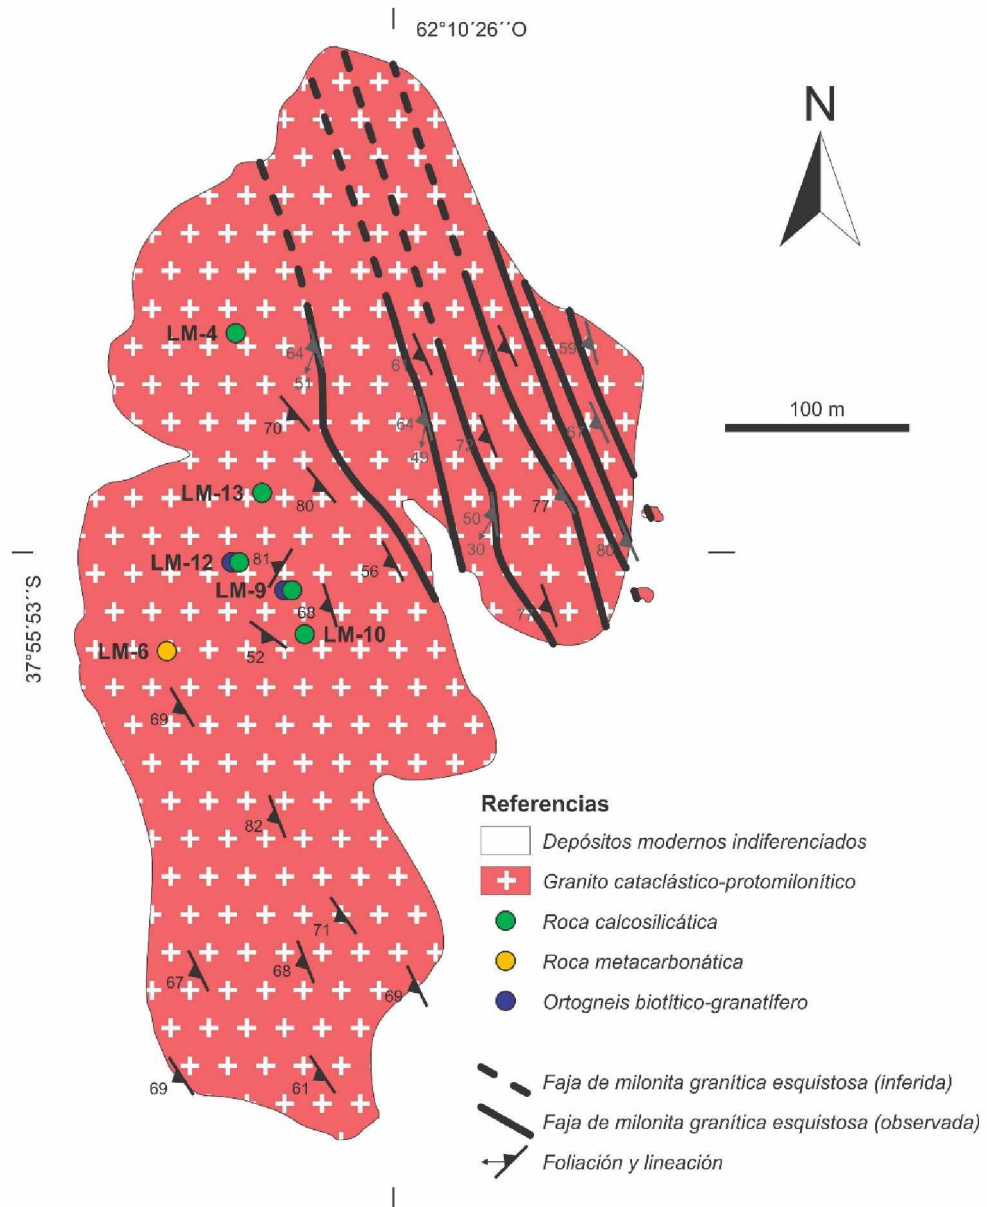 62°10´26´´O
N
64
51
61
71
59
LM-4
100 m
70
64
49
72
67
LM-13
80
50
30
77
80
LM-12
81
56
LM-9
68
LM-10
52
LM-6
37°55´53´´S
69
82
71
67
68
69
69
61
Referencias
Depósitos modernos indiferenciados
Granito cataclástico-protomilonítico
Roca calcosilicática
Roca metacarbonática
Ortogneis biotítico-granatífero
Faja de milonita granítica esquistosa (inferida)
Faja de milonita granítica esquistosa (observada)
Foliación y lineación